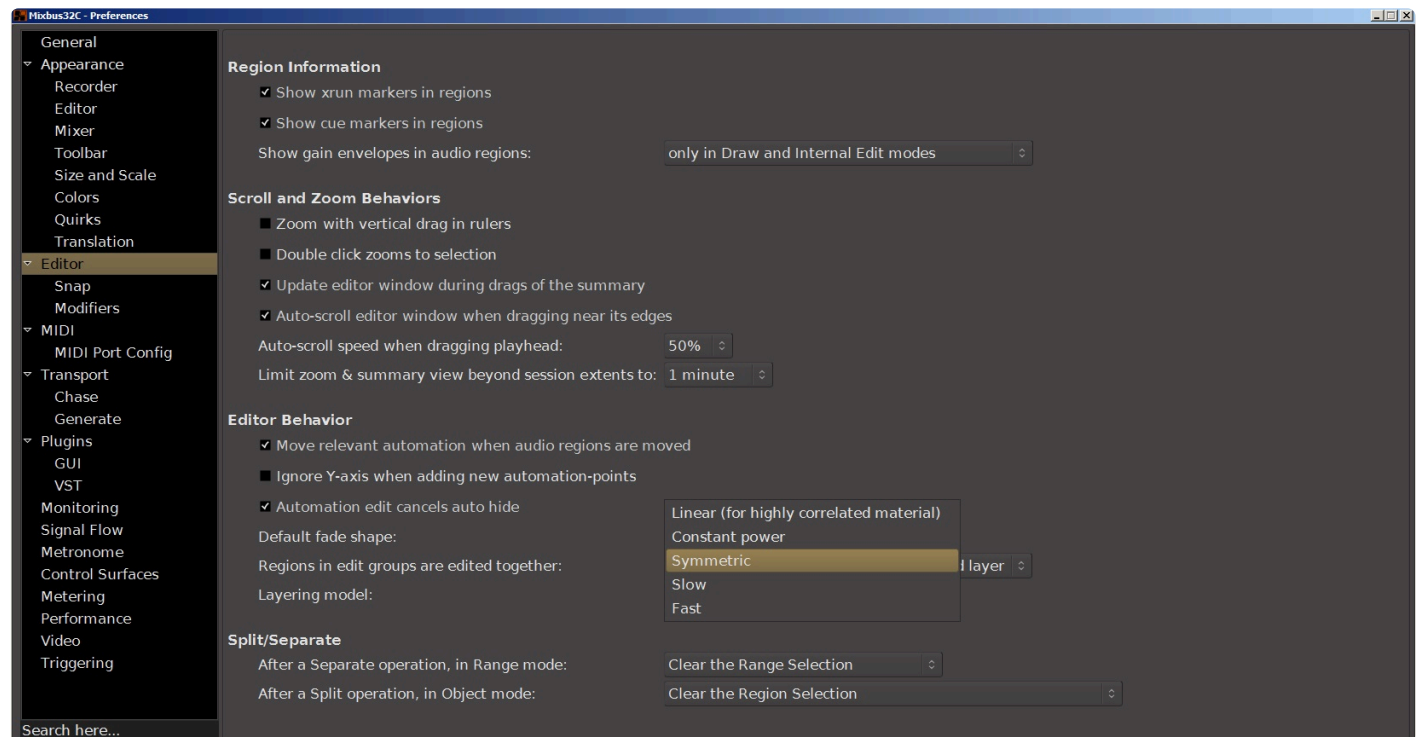 Mixbus32C - Preferences
General
Appearance
Recorder
Editor
Mixer
Toolbar
Size and Scale
Colors
Quirks
Translation
Editor
Snap
Modifiers
MIDI
MIDI Port Config
Transport
Chase
Generate
Plugins
GUI
VST
Monitoring
Signal Flow
Metronome
Control Surfaces
Metering
Performance
Video
Triggering
Search here...
Region Information
Show xrun markers in regions
Show cue markers in regions
Show gain envelopes in audio regions: only in Draw and Internal Edit modes
Scroll and Zoom Behaviors
Zoom with vertical drag in rulers
Double click zooms to selection
Update editor window during drags of the summary
Auto-scroll editor window when dragging near its edges
Auto-scroll speed when dragging playhead: 50%
Limit zoom & summary view beyond session extents to: 1 minute
Editor Behavior
Move relevant automation when audio regions are moved
Ignore Y-axis when adding new automation-points
Automation edit cancels auto hide
Default fade shape:
Regions in edit groups are edited together:
Layering model:
Linear (for highly correlated material)
Constant power
Symmetric
Slow
Fast
layer
Split/Separate
After a Separate operation, in Range mode: Clear the Range Selection
After a Split operation, in Object mode: Clear the Region Selection